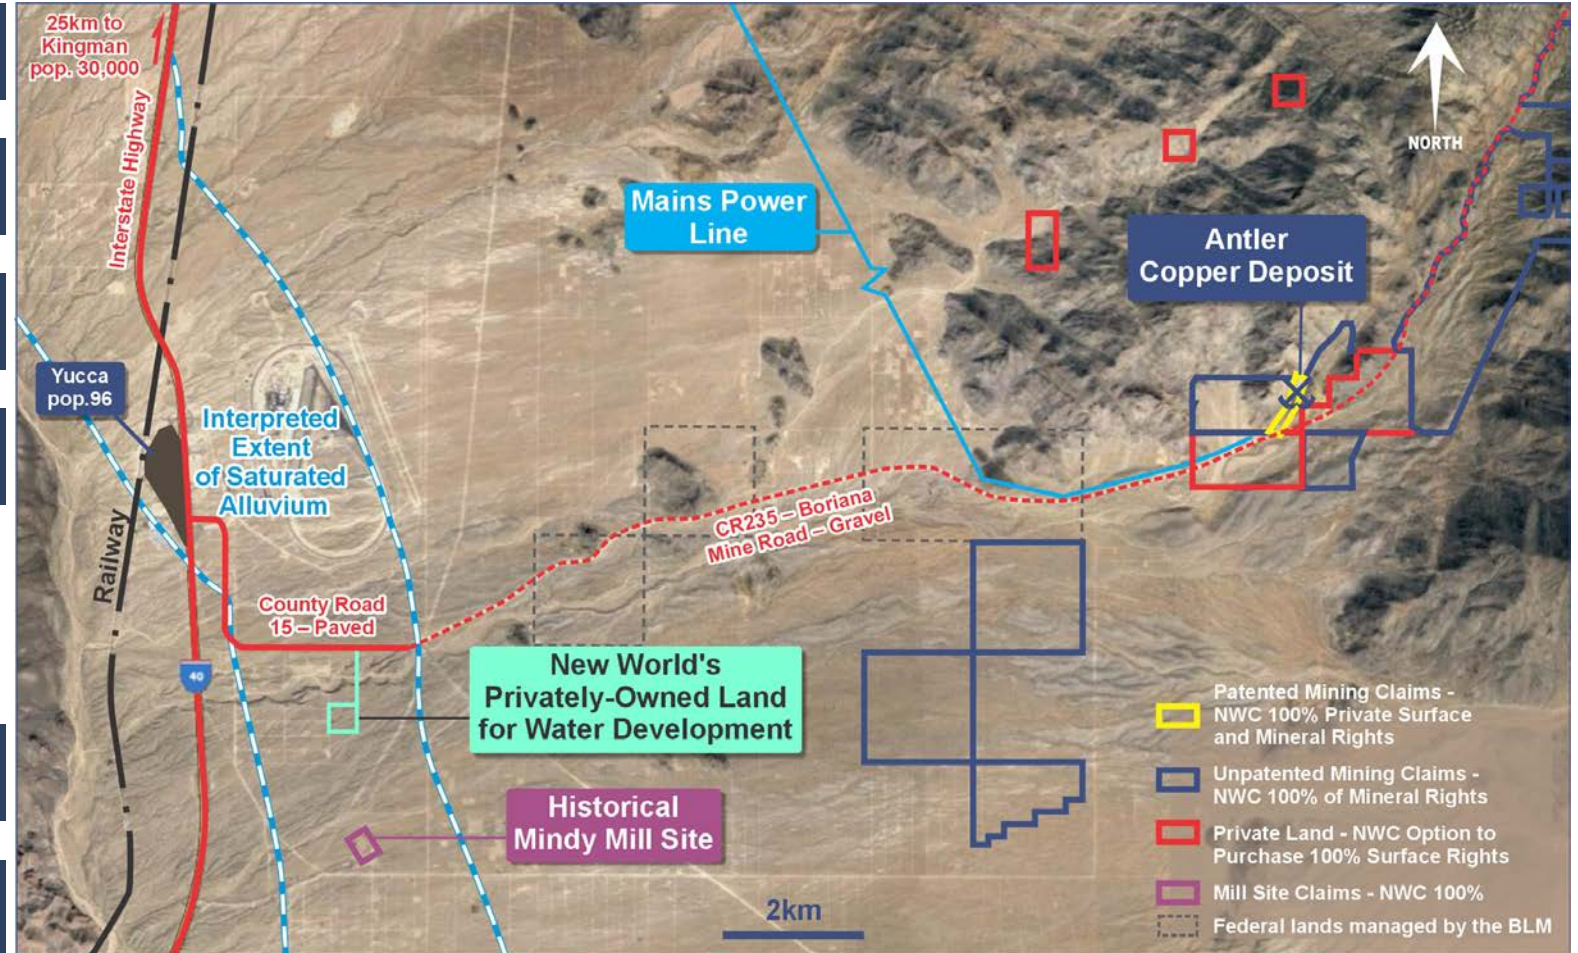 25km to
Kingman
pop. 30,000
Interstate Highway
NORTH
Mains Power
Line
Antler
Copper Deposit
Yucca
pop.96
Interpreted
Extent
of Saturated
Alluvium
Railway
CR235 – Boriana
Mine Road – Gravel
County Road
15 – Paved
40
New World's
Privately-Owned Land
for Water Development
Historical
Mindy Mill Site
2km
Patented Mining Claims -
NWC 100% Private Surface
and Mineral Rights
Unpatented Mining Claims -
NWC 100% of Mineral Rights
Private Land - NWC Option to
Purchase 100% Surface Rights
Mill Site Claims - NWC 100%
Federal lands managed by the BLM